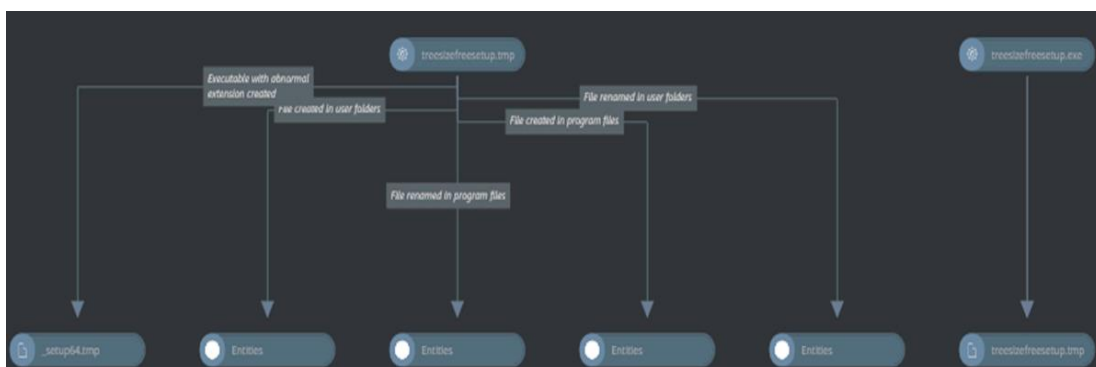 treesizefreesetup.tmp
treesizefreesetup.exe
Executable with abnormal
extension created
File renamed in user folders
File created in user folders
File created in program files
File renamed in program files
_setup64.tmp
Entities
Entities
Entities
Entities
treesizefreesetup.tmp